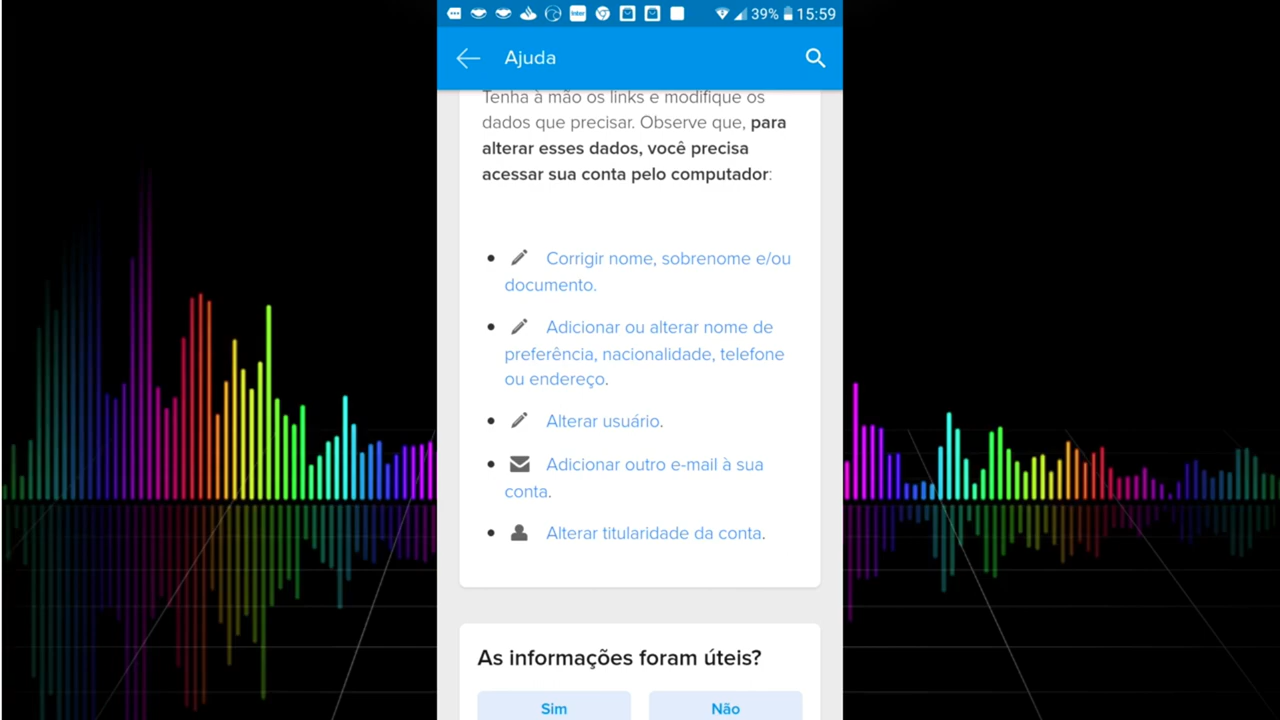 39% 15:59
Ajuda
Tenha à mão os links e modifique os
dados que precisar. Observe que, para
alterar esses dados, você precisa
acessar sua conta pelo computador:
Corrigir nome, sobrenome e/ou
documento.
Adicionar ou alterar nome de
preferência, nacionalidade, telefone
ou endereço.
Alterar usuário.
Adicionar outro e-mail à sua
conta.
Alterar titularidade da conta.
As informações foram úteis?
Sim Não